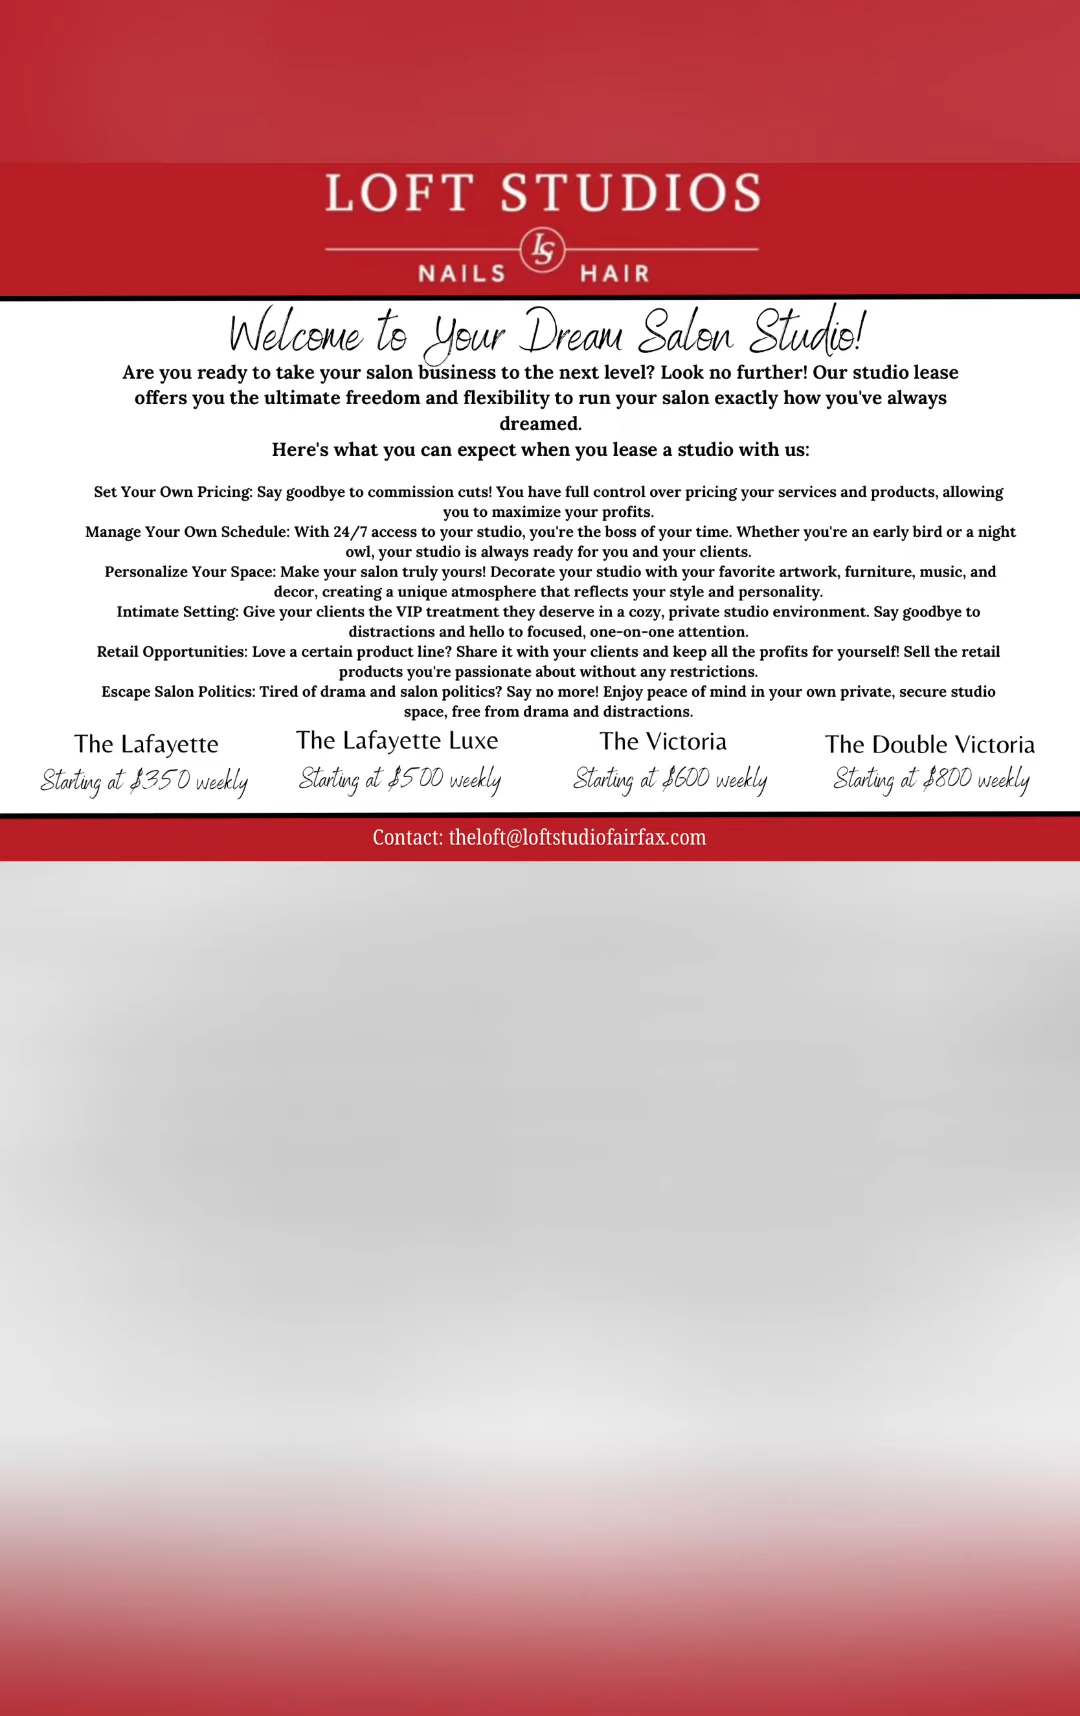 LOFT STUDIOS
LS
NAILS HAIR
Welcome to Your Dream Salon Studio!
Are you ready to take your salon business to the next level? Look no further! Our studio lease
offers you the ultimate freedom and flexibility to run your salon exactly how you've always
dreamed.
Here's what you can expect when you lease a studio with us:
Set Your Own Pricing: Say goodbye to commission cuts! You have full control over pricing your services and products, allowing
you to maximize your profits.
Manage Your Own Schedule: With 24/7 access to your studio, you're the boss of your time. Whether you're an early bird or a night
owl, your studio is always ready for you and your clients.
Personalize Your Space: Make your salon truly yours! Decorate your studio with your favorite artwork, furniture, music, and
decor, creating a unique atmosphere that reflects your style and personality.
Intimate Setting: Give your clients the VIP treatment they deserve in a cozy, private studio environment. Say goodbye to
distractions and hello to focused, one-on-one attention.
Retail Opportunities: Love a certain product line? Share it with your clients and keep all the profits for yourself! Sell the retail
products you're passionate about without any restrictions.
Escape Salon Politics: Tired of drama and salon politics? Say no more! Enjoy peace of mind in your own private, secure studio
space, free from drama and distractions.
The Lafayette The Lafayette Luxe The Victoria The Double Victoria
Starting at $350 weekly Starting at $500 weekly Starting at $600 weekly Starting at $800 weekly
Contact: theloft@loftstudiofairfax.com